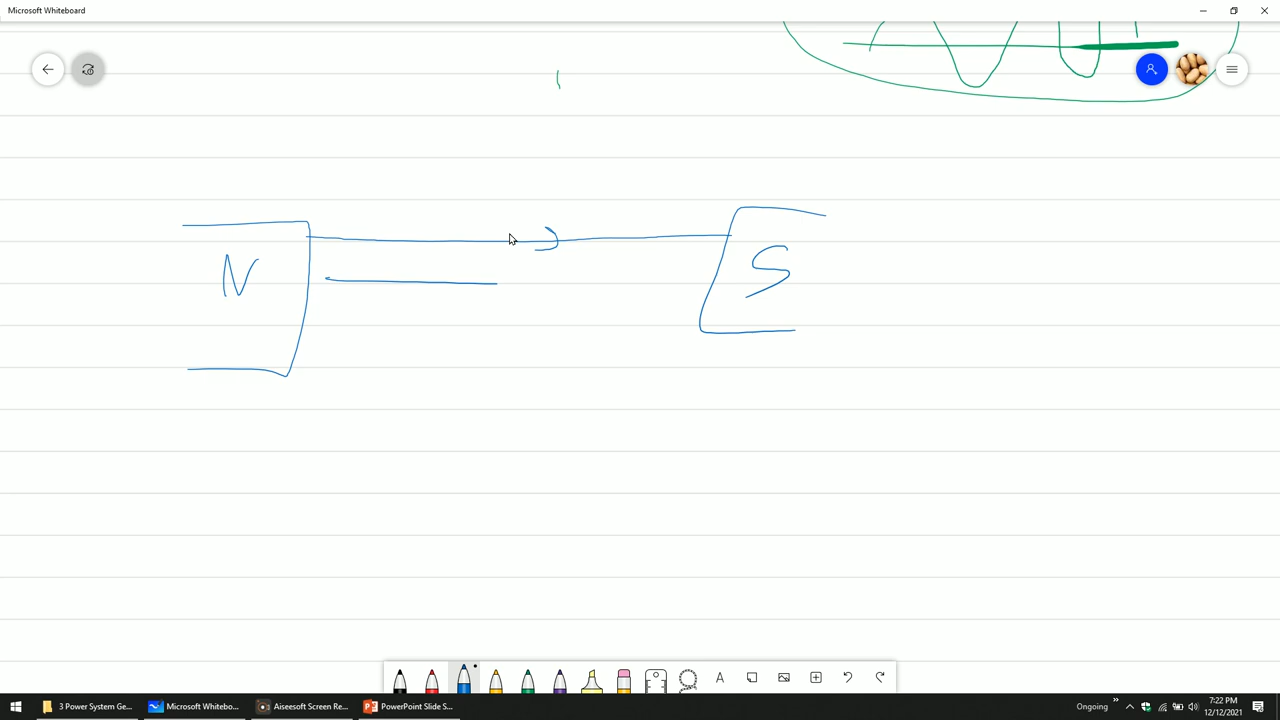 Microsoft Whiteboard
N
S
A
3 Power System Ge...
Microsoft Whitebo...
Aiseesoft Screen Re...
PowerPoint Slide S...
Ongoing
7:22 PM
12/12/2021